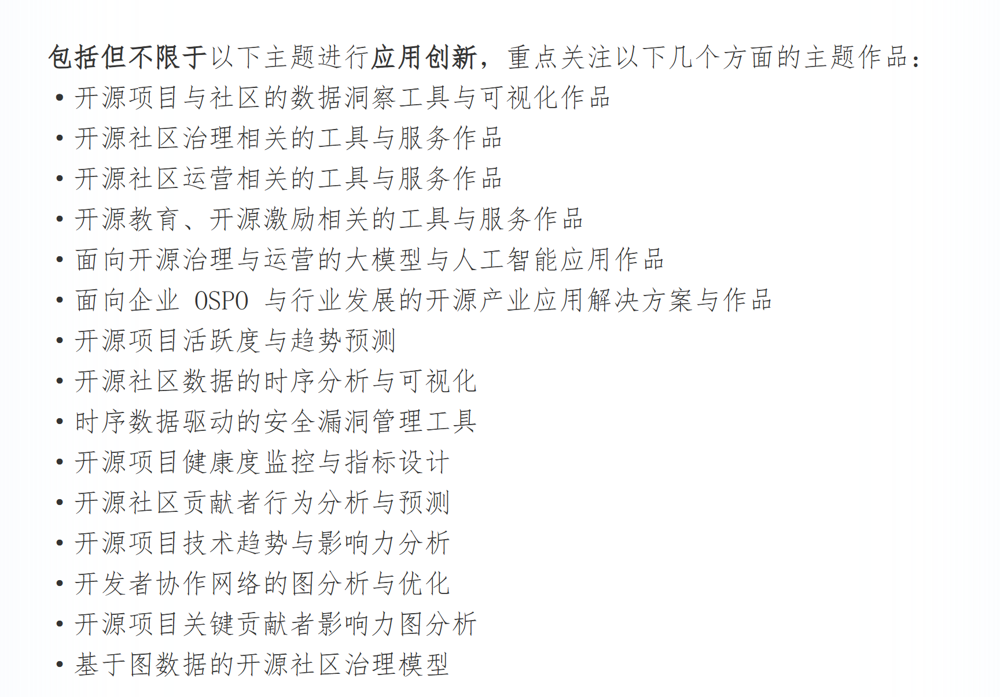 包括但不限于以下主题进行应用创新，重点关注以下几个方面的主题作品：
• 开源项目与社区的数据洞察工具与可视化作品
• 开源社区治理相关的工具与服务作品
• 开源社区运营相关的工具与服务作品
• 开源教育、开源激励相关的工具与服务作品
• 面向开源治理与运营的大模型与人工智能应用作品
• 面向企业 OSPO 与行业发展的开源产业应用解决方案与作品
• 开源项目活跃度与趋势预测
• 开源社区数据的时序分析与可视化
• 时序数据驱动的安全漏洞管理工具
• 开源项目健康度监控与指标设计
• 开源社区贡献者行为分析与预测
• 开源项目技术趋势与影响力分析
• 开发者协作网络的图分析与优化
• 开源项目关键贡献者影响力图分析
• 基于图数据的开源社区治理模型